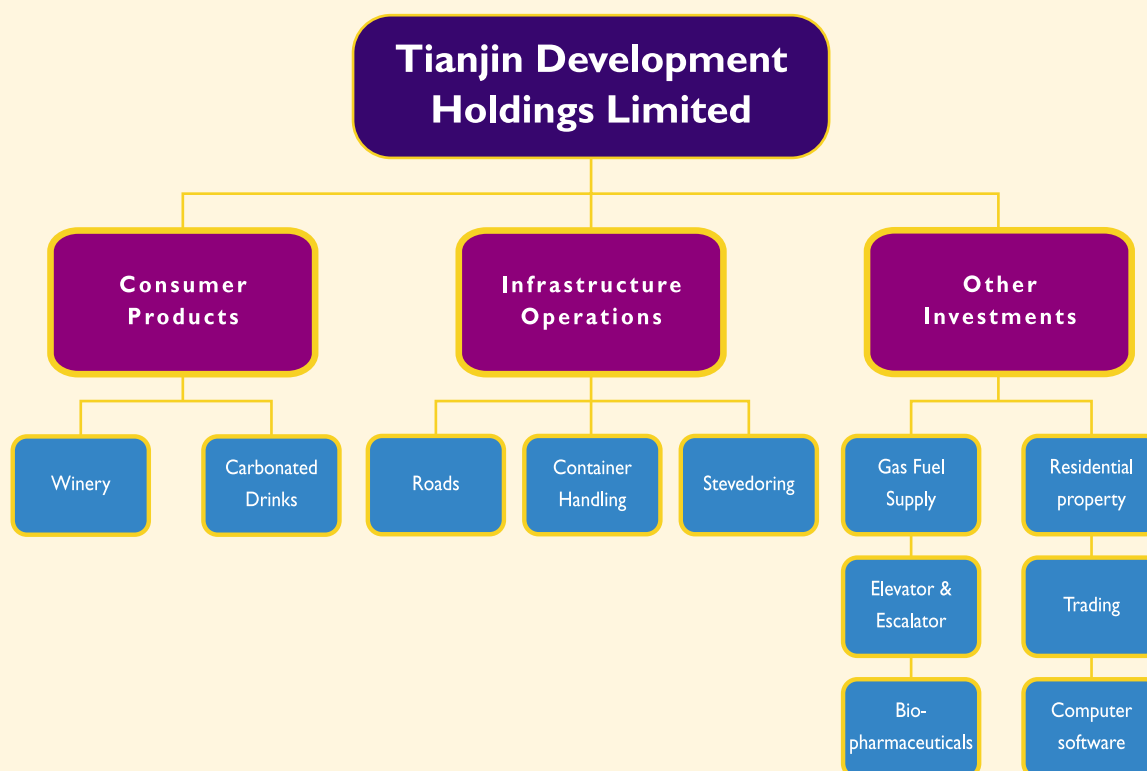 Tianjin Development
Holdings Limited
Consumer
Products
Infrastructure
Operations
Other
Investments
Winery
Carbonated
Drinks
Roads
Container
Handling
Stevedoring
Gas Fuel
Supply
Residential
property
Elevator &
Escalator
Trading
Bio-
pharmaceuticals
Computer
software